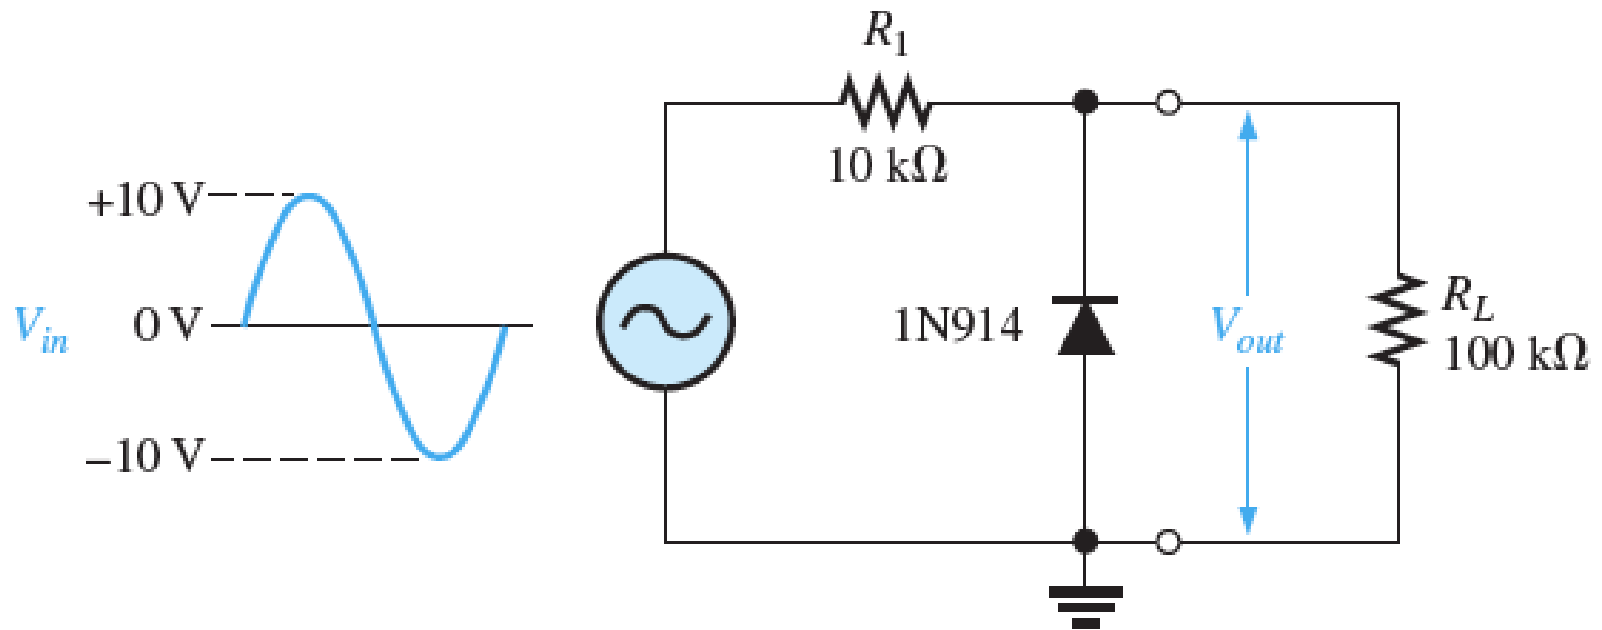 R1
10 kΩ
+10 V
Vin
0 V
–10 V
1N914
Vout
RL
100 kΩ